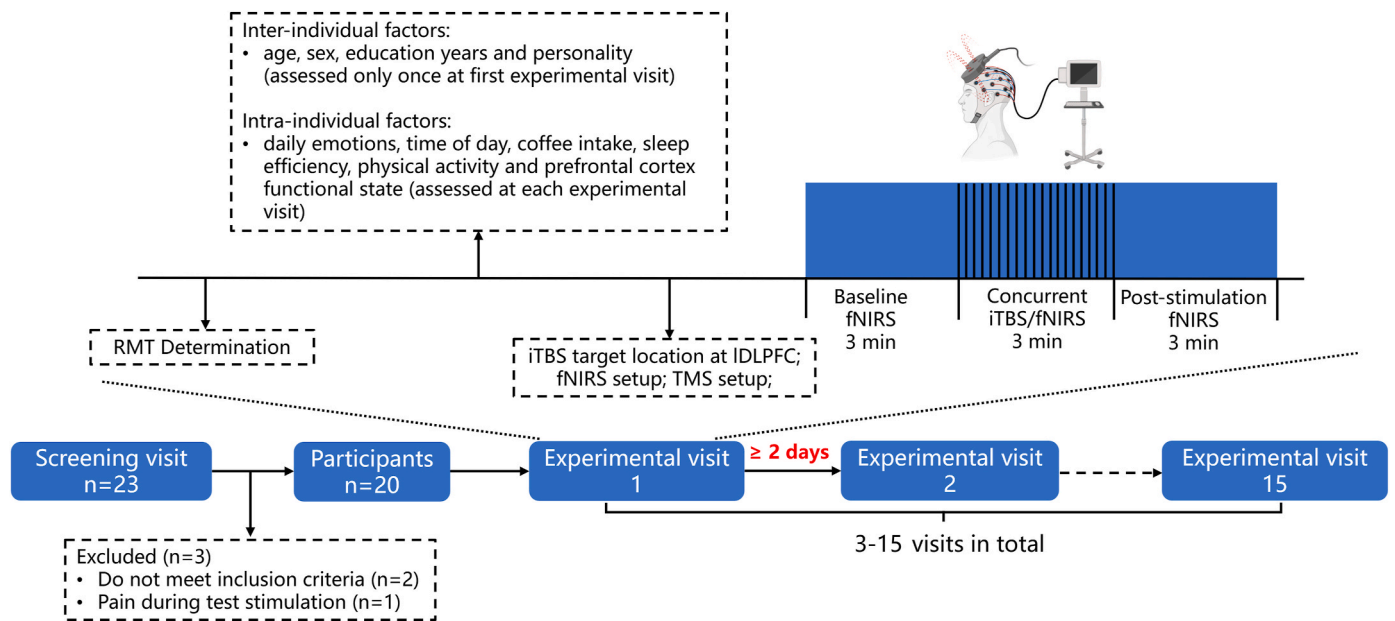 Inter-individual factors:
• age, sex, education years and personality
(assessed only once at first experimental visit)
Intra-individual factors:
• daily emotions, time of day, coffee intake, sleep
efficiency, physical activity and prefrontal cortex
functional state (assessed at each experimental
visit)
Baseline
fNIRS
3 min
Concurrent
iTBS/fNIRS
3 min
Post-stimulation
fNIRS
3 min
RMT Determination
iTBS target location at lDLPFC;
fNIRS setup; TMS setup;
Screening visit
n=23
Participants
n=20
Experimental visit
1
≥ 2 days
Experimental visit
2
Experimental visit
15
3-15 visits in total
Excluded (n=3)
• Do not meet inclusion criteria (n=2)
• Pain during test stimulation (n=1)